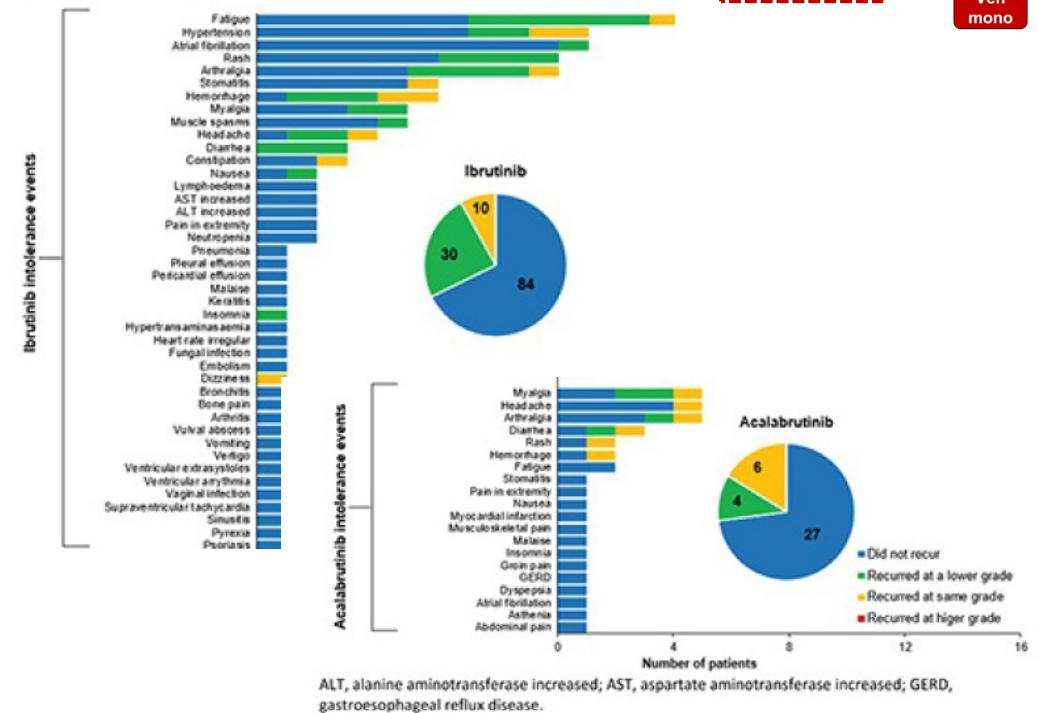 Ven
mono
Ibrutinib intolerance events
Fatigue
Hypertension
Atrial fibrillation
Rash
Arthralgia
Stomatitis
Hemorrhage
Myalgia
Muscle spasms
Headache
Diarrhea
Constipation
Nausea
Lymphoedema
AST increased
ALT increased
Pain in extremity
Neutropenia
Pneumonia
Pleural effusion
Pericardial effusion
Malaise
Keratitis
Insomnia
Hypertransaminasaemia
Heart rate irregular
Fungal infection
Embolism
Dizziness
Bronchitis
Bone pain
Arthritis
Vulval abscess
Vomiting
Vertigo
Ventricular extrasystoles
Ventricular arrythmia
Vaginal infection
Supraventricular tachycardia
Sinusitis
Pyrexia
Psoriasis
Ibrutinib
10
30
84
Acalabrutinib intolerance events
Myalgia
Headache
Arthralgia
Diarrhea
Rash
Hemorrhage
Fatigue
Stomatitis
Pain in extremity
Nausea
Myocardial infarction
Musculoskeletal pain
Malaise
Insomnia
Groin pain
GERD
Dyspepsia
Atrial fibrillation
Asthenia
Abdominal pain
Acalabrutinib
6
4
27
Did not recur
Recurred at a lower grade
Recurred at same grade
Recurred at higer grade
0 4 8 12 16
Number of patients
ALT, alanine aminotransferase increased; AST, aspartate aminotransferase increased; GERD,
gastroesophageal reflux disease.